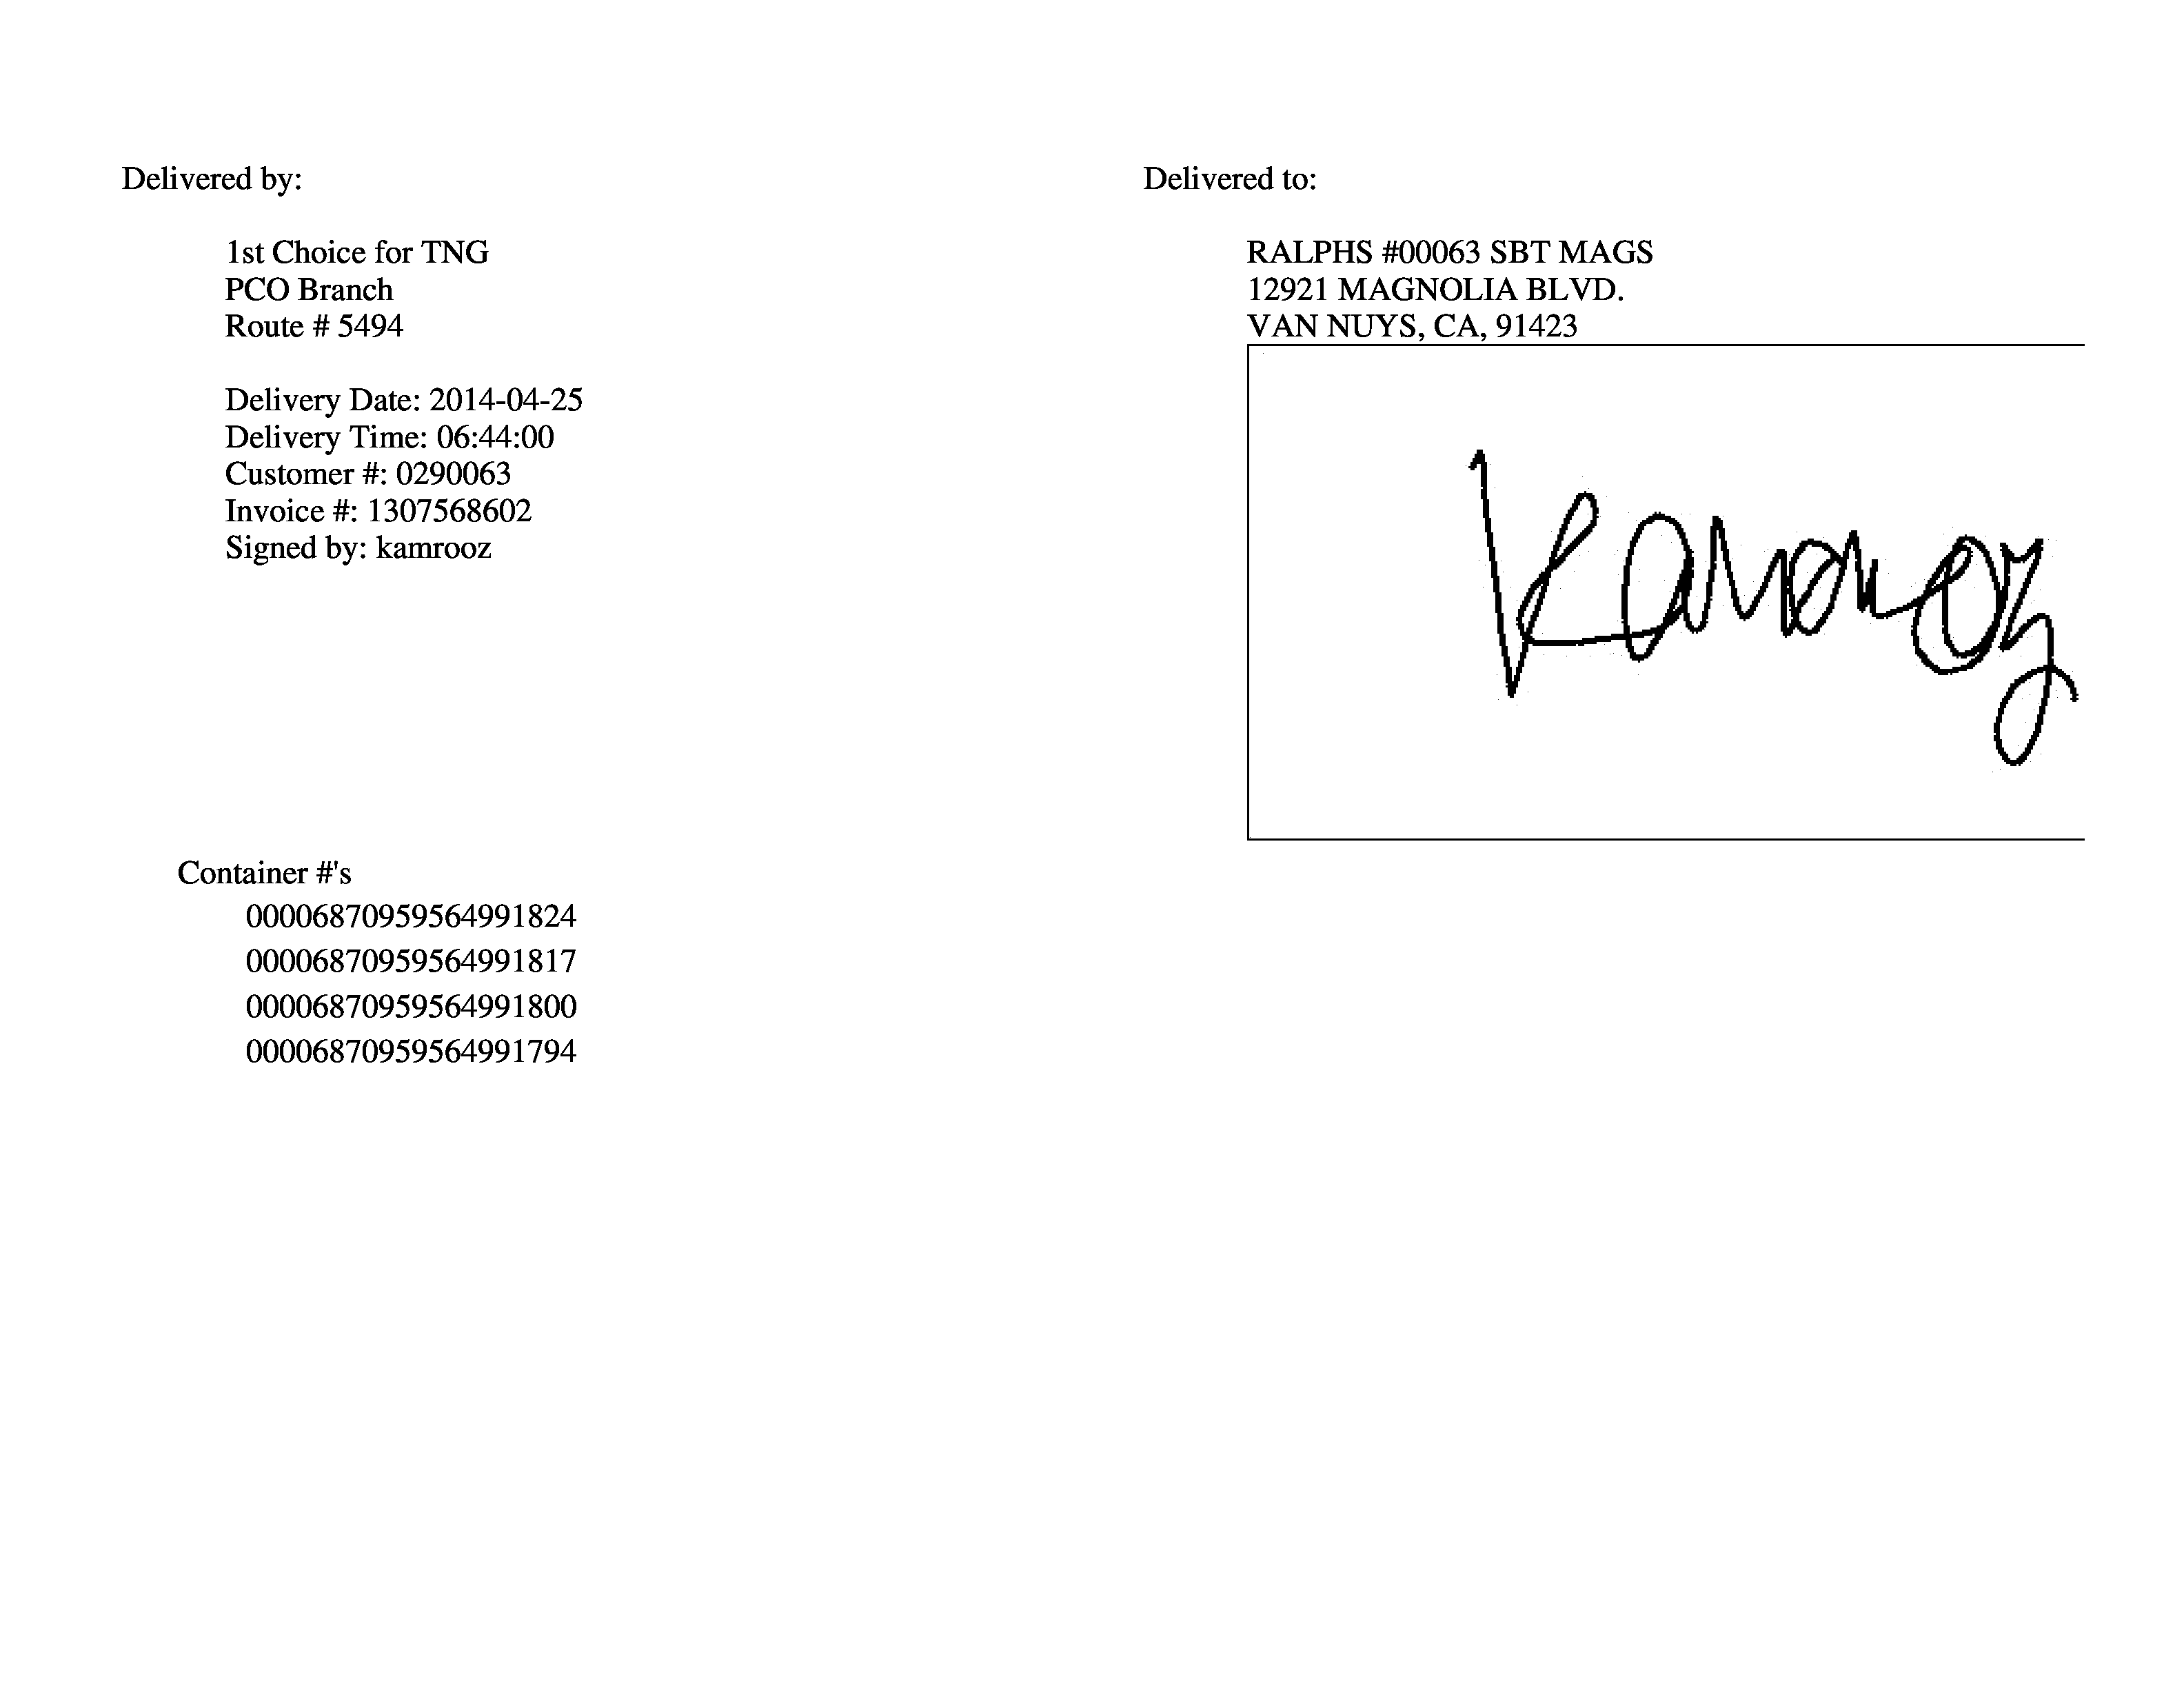 Delivered by:
1st Choice for TNG
PCO Branch
Route # 5494
Delivery Date: 2014-04-25
Delivery Time: 06:44:00
Customer #: 0290063
Invoice #: 1307568602
Signed by: kamrooz
Delivered to:
RALPHS #00063 SBT MAGS
12921 MAGNOLIA BLVD.
VAN NUYS, CA, 91423
Container #'s
00006870959564991824
00006870959564991817
00006870959564991800
00006870959564991794